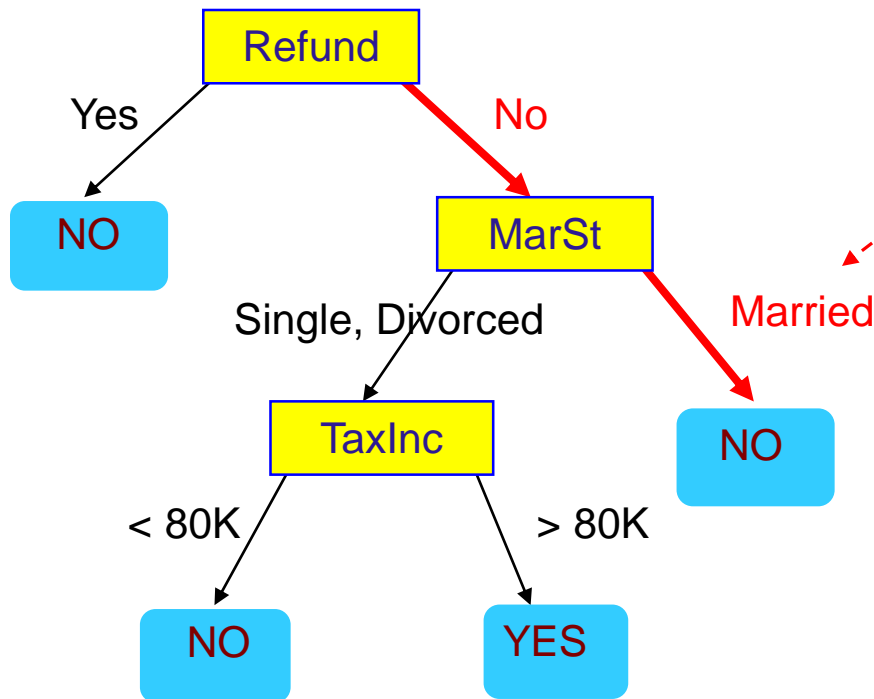 Refund
Yes
No
NO
MarSt
Single, Divorced
Married
TaxInc
NO
< 80K
> 80K
NO
YES